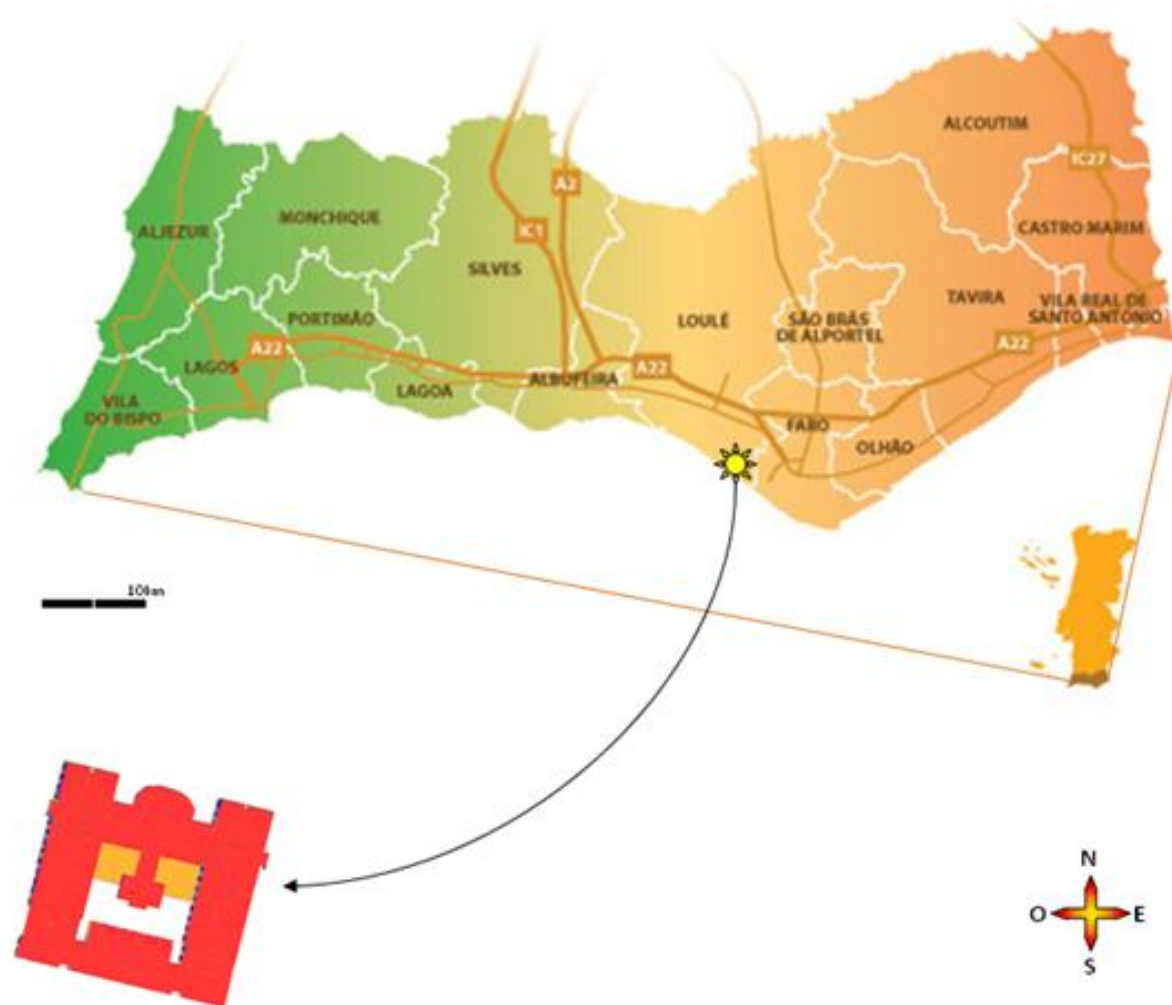 ALCOUTIM
IC27
A2
MONCHIQUE
ALJEZUR
IC1
CASTRO MARIM
SILVES
TAVIRA
VILA REAL DE
SANTO ANTÓNIO
PORTIMÃO
LOULÉ
SÃO BRÁS
DE ALPORTEL
A22
A22
LAGOS
A22
ALBUFEIRA
LAGOA
VILA
DO BISPO
FARO
OLHÃO
10km
N
O
E
S